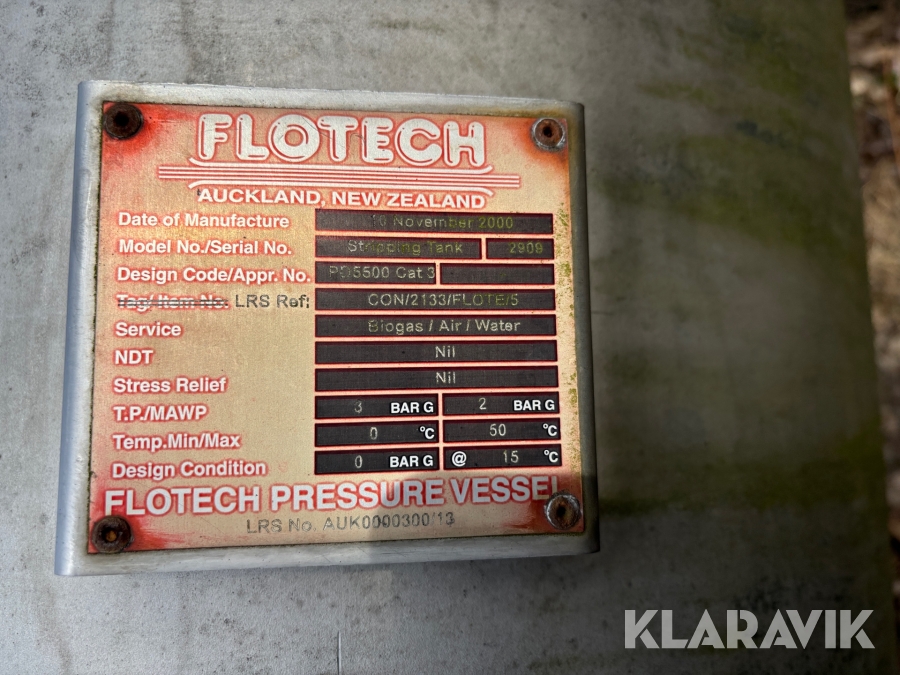 FLOTECH
AUCKLAND, NEW ZEALAND
Date of Manufacture 10 November 2000
Model No./Serial No. Stripping Tank 2909
Design Code/Appr. No. PD5500 Cat 3
Tag/Item No. LRS Ref: CON/2133/FLOTE/5
Service Biogas / Air / Water
NDT Nil
Stress Relief Nil
T.P./MAWP 3 BAR G 2 BAR G
Temp.Min/Max 0 °C 50 °C
Design Condition 0 BAR G @ 15 °C
FLOTECH PRESSURE VESSEL
LRS No. AUK0000300/13
KLARAVIK